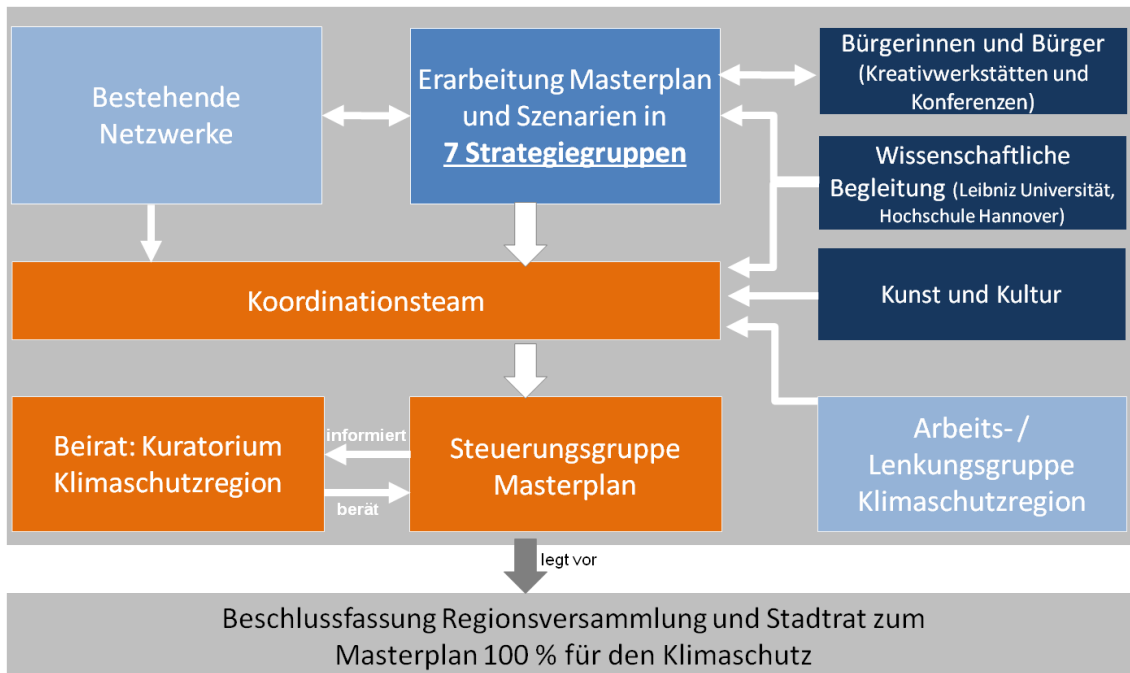 Bestehende
Netzwerke
Erarbeitung Masterplan
und Szenarien in
7 Strategiegruppen
Bürgerinnen und Bürger
(Kreativwerkstätten und
Konferenzen)
Wissenschaftliche
Begleitung (Leibniz Universität,
Hochschule Hannover)
Koordinationsteam
Kunst und Kultur
Beirat: Kuratorium
Klimaschutzregion
informiert
berät
Steuerungsgruppe
Masterplan
Arbeits- /
Lenkungsgruppe
Klimaschutzregion
legt vor
Beschlussfassung Regionsversammlung und Stadtrat zum
Masterplan 100 % für den Klimaschutz